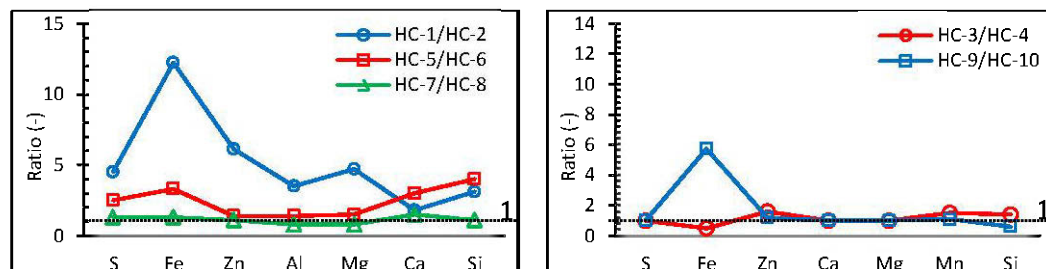 15
10
5
0
Ratio (-)
HC-1/HC-2
HC-5/HC-6
HC-7/HC-8
1
S Fe Zn Al Mg Ca Si
14
12
10
8
6
4
2
0
Ratio (-)
HC-3/HC-4
HC-9/HC-10
1
S Fe Zn Ca Mg Mn Si